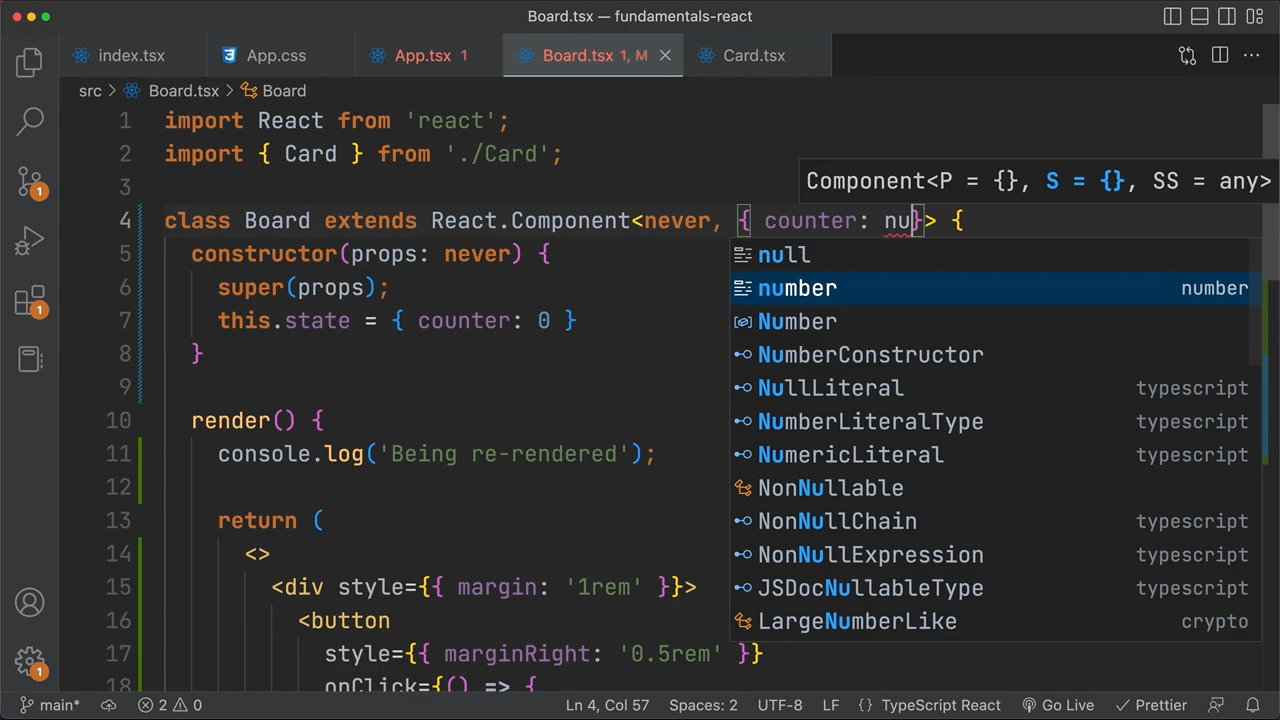 Board.tsx — fundamentals-react
index.tsx
App.css
App.tsx 1
Board.tsx 1, M
Card.tsx
src > Board.tsx > Board
1 import React from 'react';
2 import { Card } from './Card';
3
Component<P = {}, S = {}, SS = any>
4 class Board extends React.Component<never, { counter: nu}> {
5 constructor(props: never) {
6 super(props);
7 this.state = { counter: 0 }
8 }
9
10 render() {
11 console.log('Being re-rendered');
12
13 return (
14 <>
15 <div style={{ margin: '1rem' }}>
16 <button
17 style={{ marginRight: '0.5rem' }}
18 onClick={() => {
null
number number
Number
NumberConstructor
NullLiteral typescript
NumberLiteralType typescript
NumericLiteral typescript
NonNullable
NonNullChain typescript
NonNullExpression typescript
JSDocNullableType typescript
LargeNumberLike crypto
1
1
1
main* 2 0 Ln 4, Col 57 Spaces: 2 UTF-8 LF {} TypeScript React Go Live Prettier